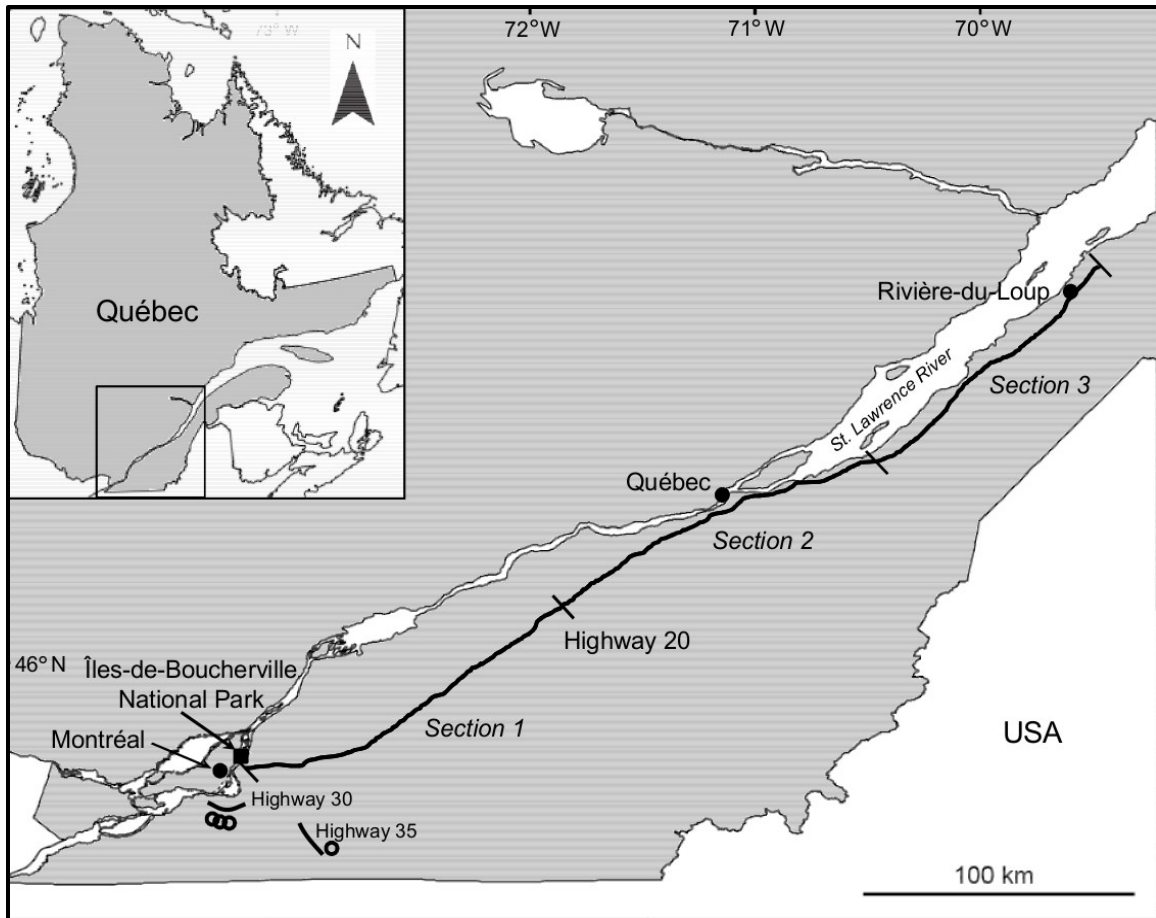 73° W
72° W
71° W
70° W
N
Québec
Rivière-du-Loup
Section 3
St. Lawrence River
Québec
Section 2
Highway 20
46° N
Îles-de-Boucherville
National Park
Section 1
Montréal
USA
Highway 30
Highway 35
100 km